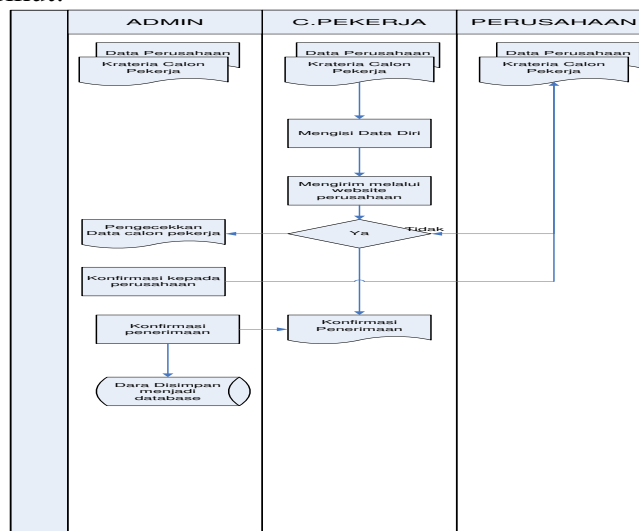 ADMIN
C.PEKERJA
PERUSAHAAN
Data Perusahaan
Krateria Calon
Pekerja
Data Perusahaan
Krateria Calon
Pekerja
Data Perusahaan
Krateria Calon
Pekerja
Mengisi Data Diri
Mengirim melalui
website
perusahaan
Pengecekkan
Data calon pekerja
Ya
Tidak
Konfirmasi kepada
perusahaan
Konfirmasi
penerimaan
Konfirmasi
Penerimaan
Dara Disimpan
menjadi
database